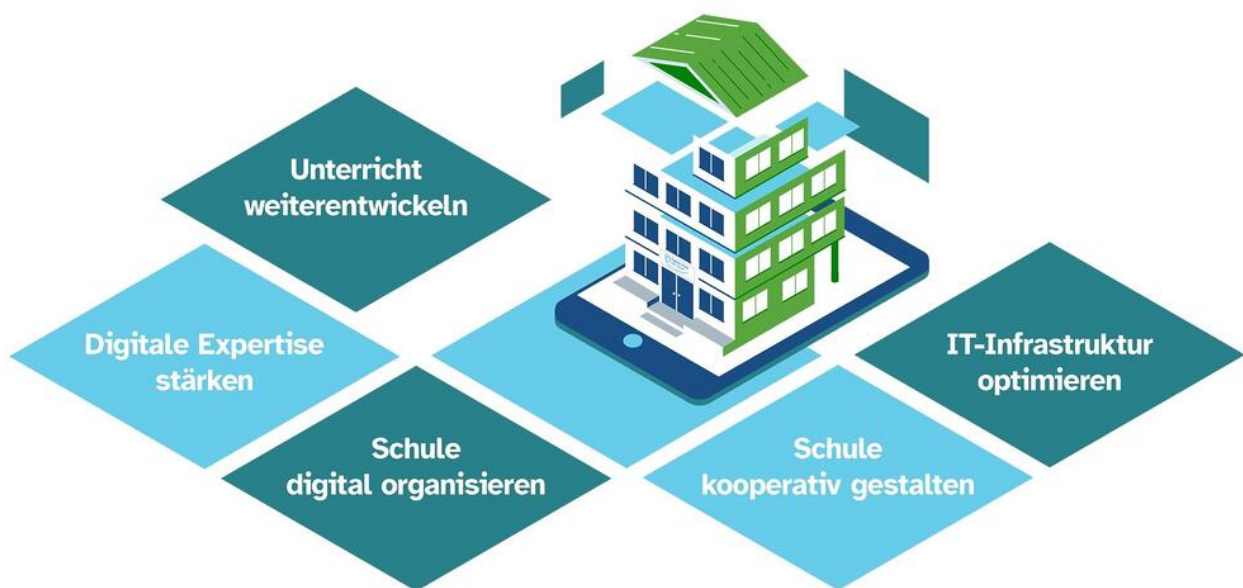 Unterricht
weiterentwickeln
Digitale Expertise
stärken
Schule
digital organisieren
Schule
kooperativ gestalten
IT-Infrastruktur
optimieren